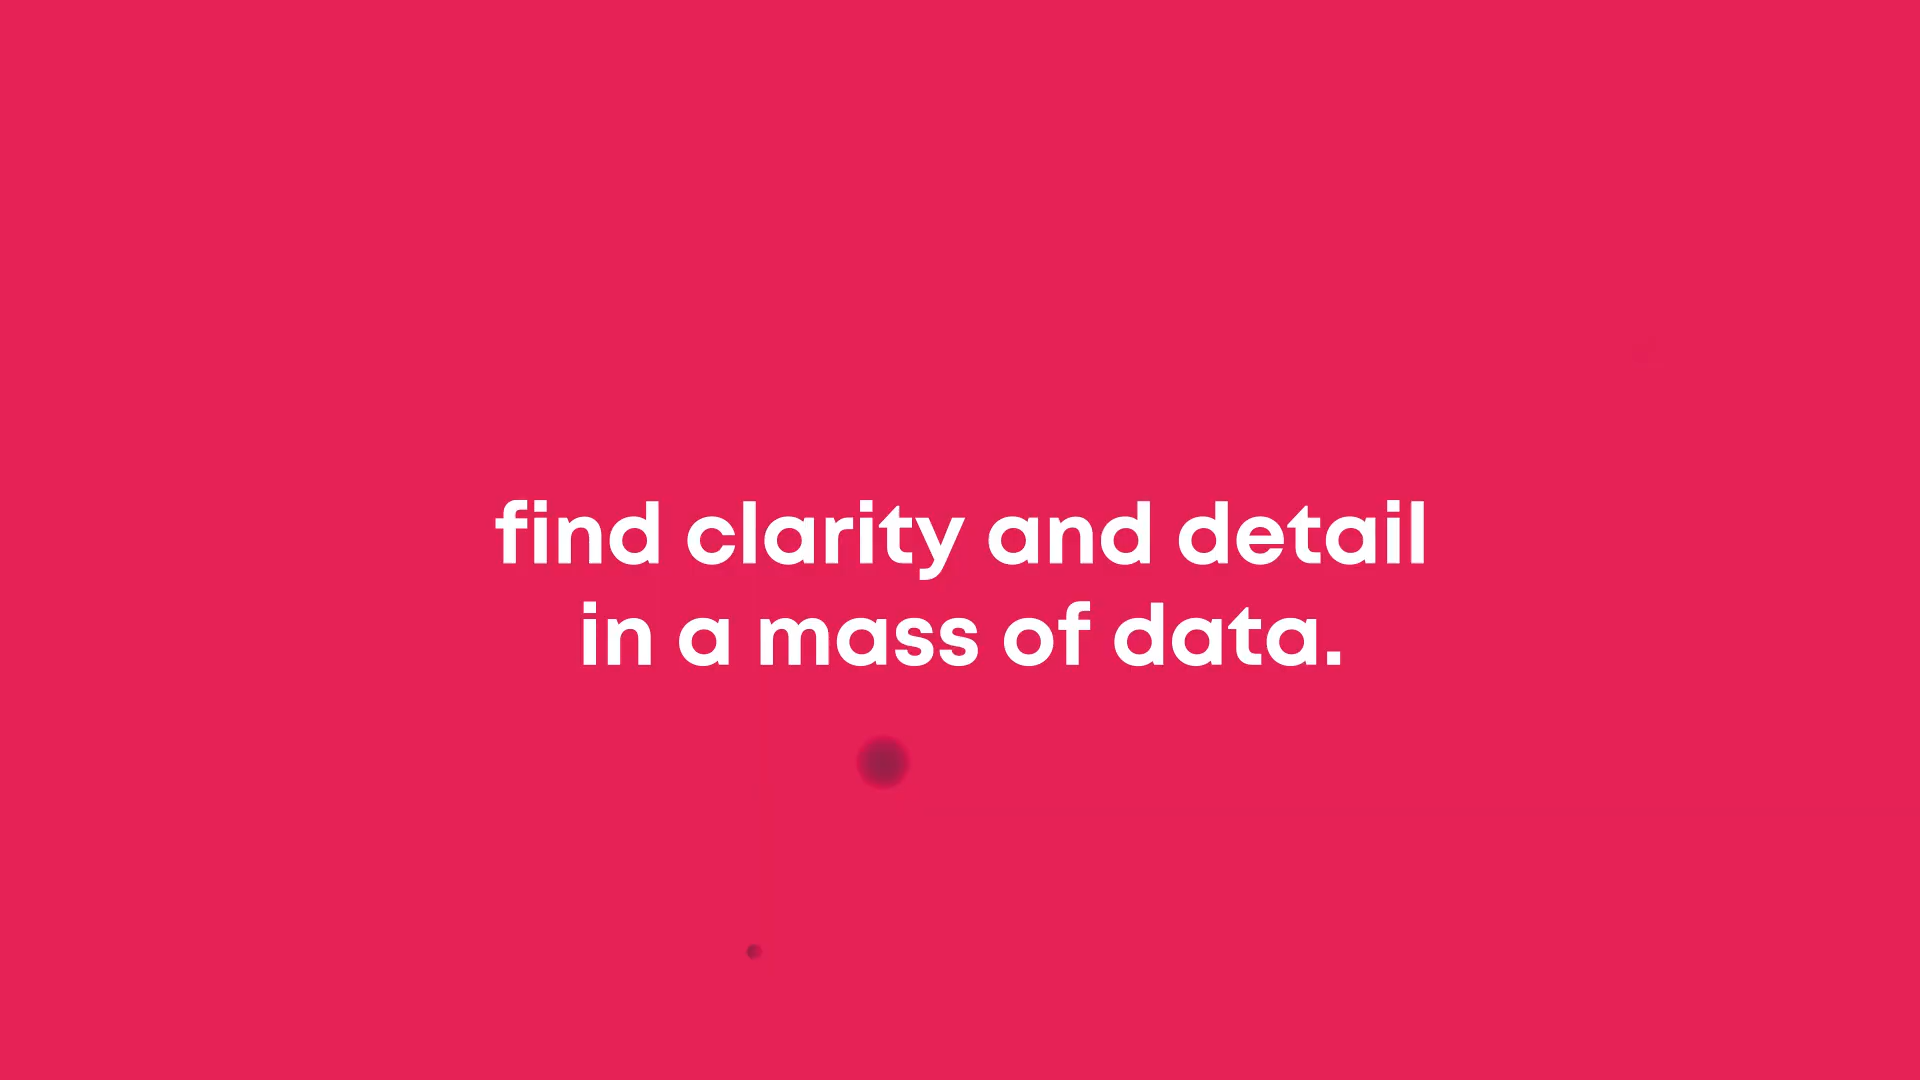 find clarity and detail
in a mass of data.